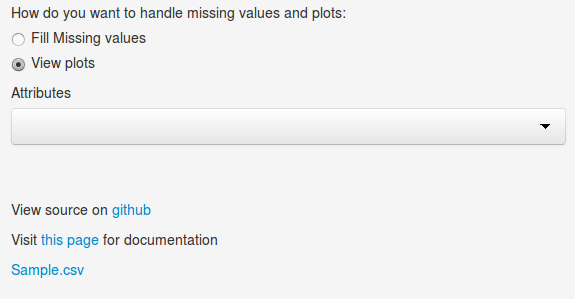 How do you want to handle missing values and plots:
Fill Missing values
View plots
Attributes
View source on github
Visit this page for documentation
Sample.csv